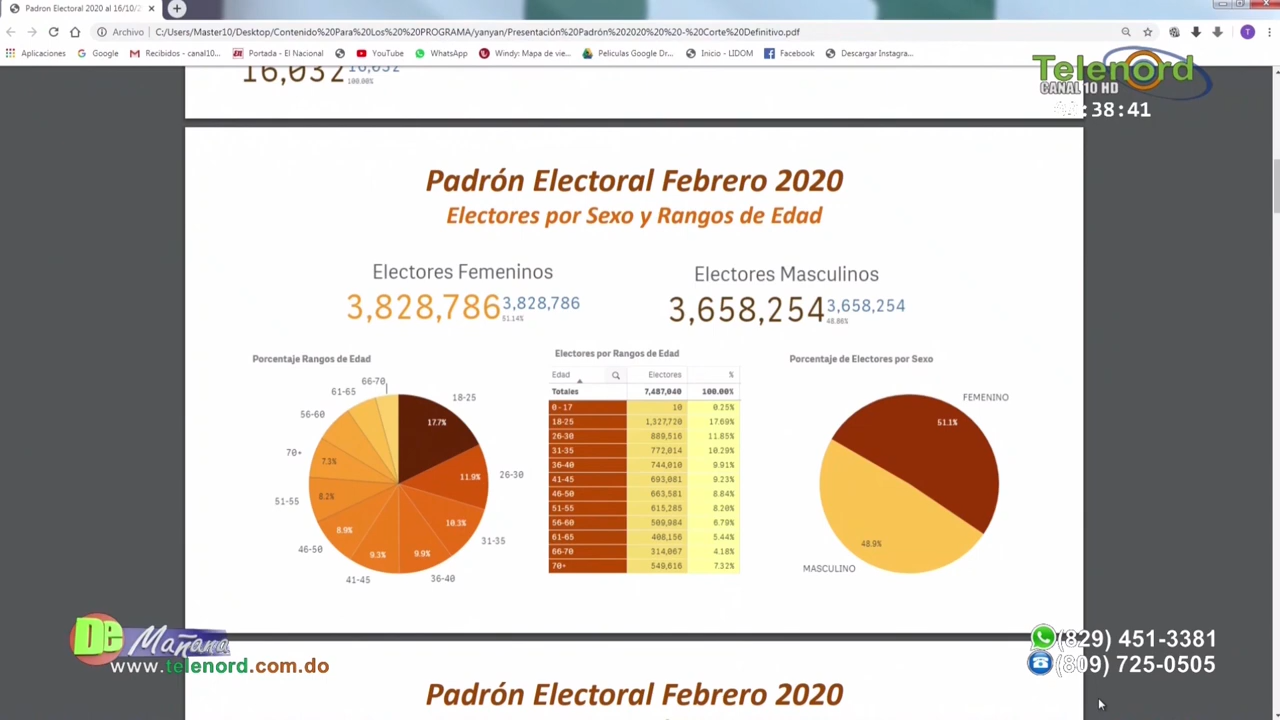 Padron Electoral 2020 al 16/10/2
Archivo C:/Users/Master10/Desktop/Contenido%20Para%20Los%20%20PROGRAMA/yanyan/Presentación%20Padrón%202020%20%20-%20Corte%20Definitivo.pdf
Aplicaciones Google Recibidos - canal10... Portada - El Nacional YouTube WhatsApp Windy: Mapa de vie... Peliculas Google Dr... Inicio - LIDOM Facebook Descargar Instagra...
16,032 16,032
100.00%
Telenord
CANAL 10 HD
:38:41
Padrón Electoral Febrero 2020
Electores por Sexo y Rangos de Edad
Electores Femeninos
3,828,786 3,828,786
51.14%
Electores Masculinos
3,658,254 3,658,254
48.86%
Porcentaje Rangos de Edad
66-70
61-65
56-60
70+
51-55
46-50
41-45
36-40
31-35
26-30
18-25
17.7%
11.9%
10.3%
9.9%
9.3%
8.9%
8.2%
7.3%
Electores por Rangos de Edad
Edad Electores %
Totales 7,487,040 100.00%
0 - 17 10 0.25%
18-25 1,327,720 17.69%
26-30 889,516 11.85%
31-35 772,014 10.29%
36-40 744,010 9.91%
41-45 693,081 9.23%
46-50 663,581 8.84%
51-55 615,285 8.20%
56-60 509,984 6.79%
61-65 408,156 5.44%
66-70 314,067 4.18%
70+ 549,616 7.32%
Porcentaje de Electores por Sexo
FEMENINO
51.1%
48.9%
MASCULINO
De Mañana
www.telenord.com.do
(829) 451-3381
(809) 725-0505
Padrón Electoral Febrero 2020